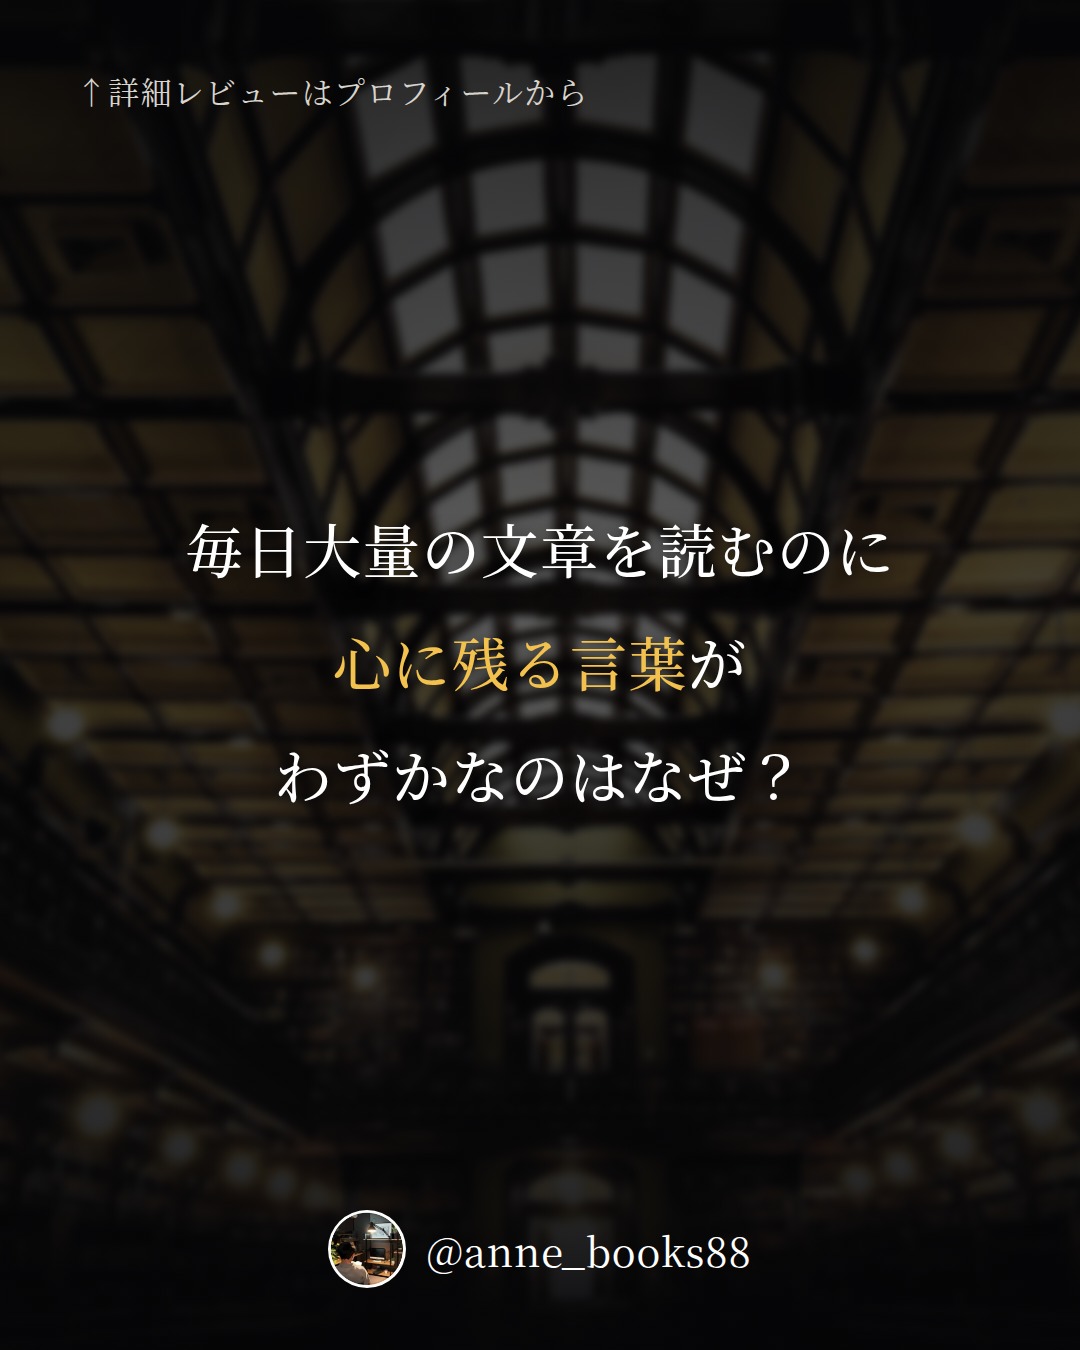 ↑詳細レビューはプロフィールから
毎日大量の文章を読むのに
心に残る言葉が
わずかなのはなぜ？
@anne_books88